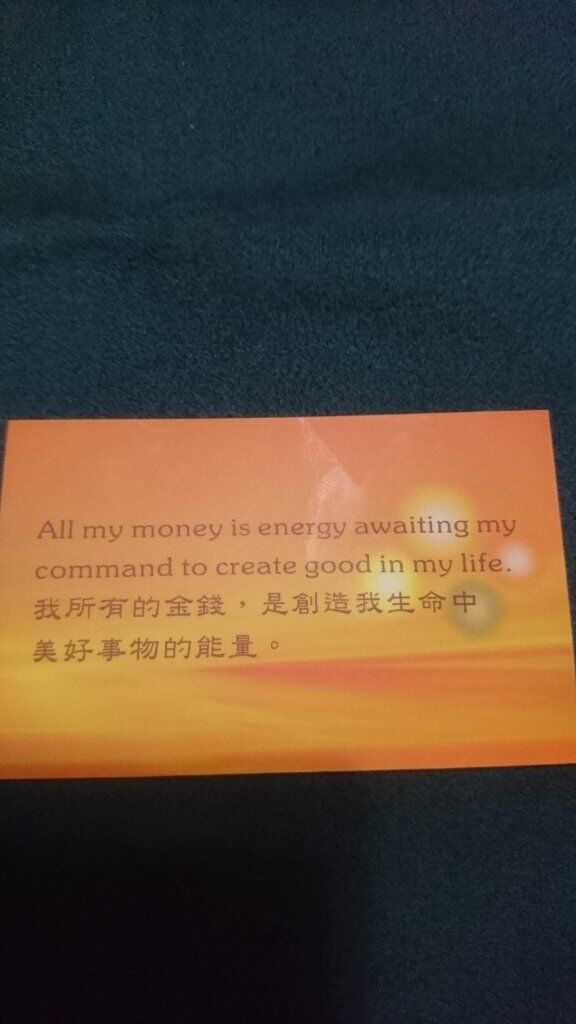 All my money is energy awaiting my
command to create good in my life.
我所有的金錢，是創造我生命中
美好事物的能量。